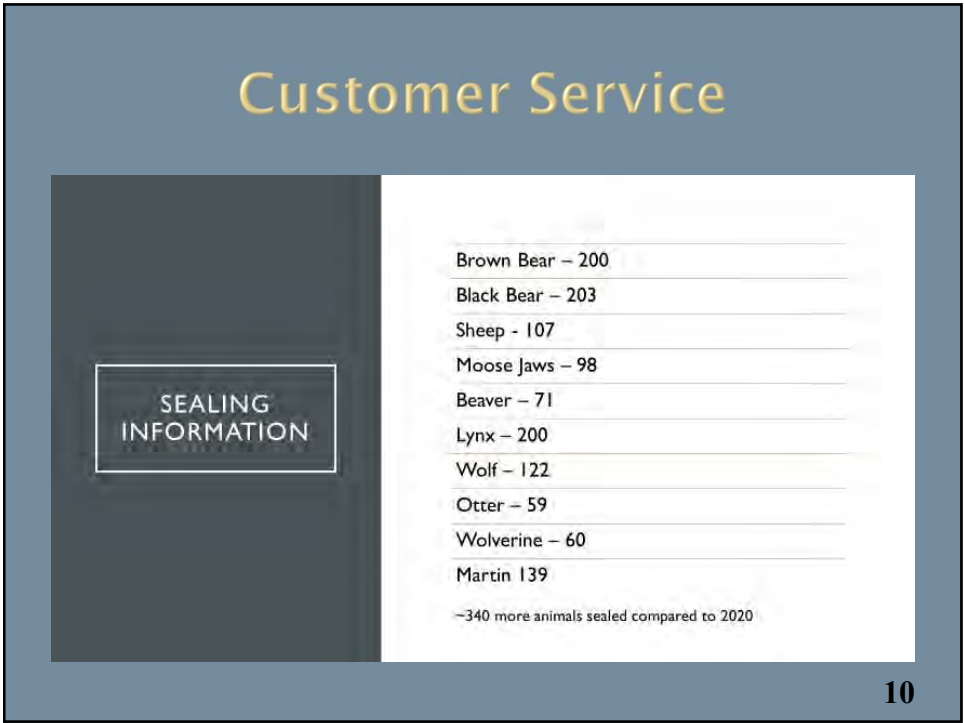 Customer Service
SEALING
INFORMATION
Brown Bear – 200
Black Bear – 203
Sheep - 107
Moose Jaws – 98
Beaver – 71
Lynx – 200
Wolf – 122
Otter – 59
Wolverine – 60
Martin 139
~340 more animals sealed compared to 2020
10